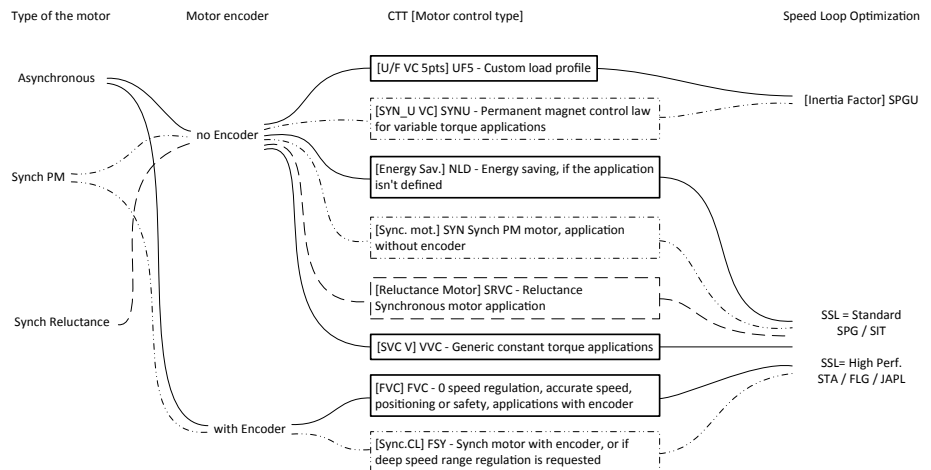 Type of the motor
Motor encoder
CTT [Motor control type]
Speed Loop Optimization
Asynchronous
Synch PM
Synch Reluctance
no Encoder
with Encoder
[U/F VC 5pts] UF5 - Custom load profile
[SYN_U VC] SYNU - Permanent magnet control law
for variable torque applications
[Energy Sav.] NLD - Energy saving, if the application
isn't defined
[Sync. mot.] SYN Synch PM motor, application
without encoder
[Reluctance Motor] SRVC - Reluctance
Synchronous motor application
[SVC V] VVC - Generic constant torque applications
[FVC] FVC - 0 speed regulation, accurate speed,
positioning or safety, applications with encoder
[Sync.CL] FSY - Synch motor with encoder, or if
deep speed range regulation is requested
[Inertia Factor] SPGU
SSL = Standard
SPG / SIT
SSL= High Perf.
STA / FLG / JAPL